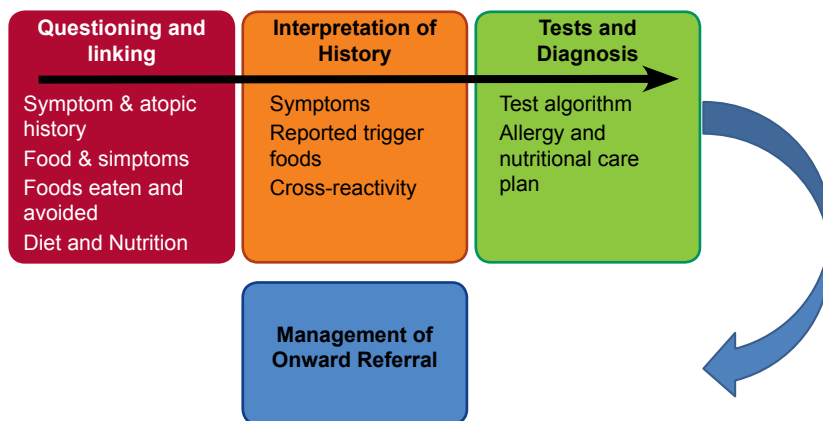 Questioning and
linking
Symptom & atopic
history
Food & simptoms
Foods eaten and
avoided
Diet and Nutrition
Interpretation of
History
Symptoms
Reported trigger
foods
Cross-reactivity
Tests and
Diagnosis
Test algorithm
Allergy and
nutritional care
plan
Management of
Onward Referral